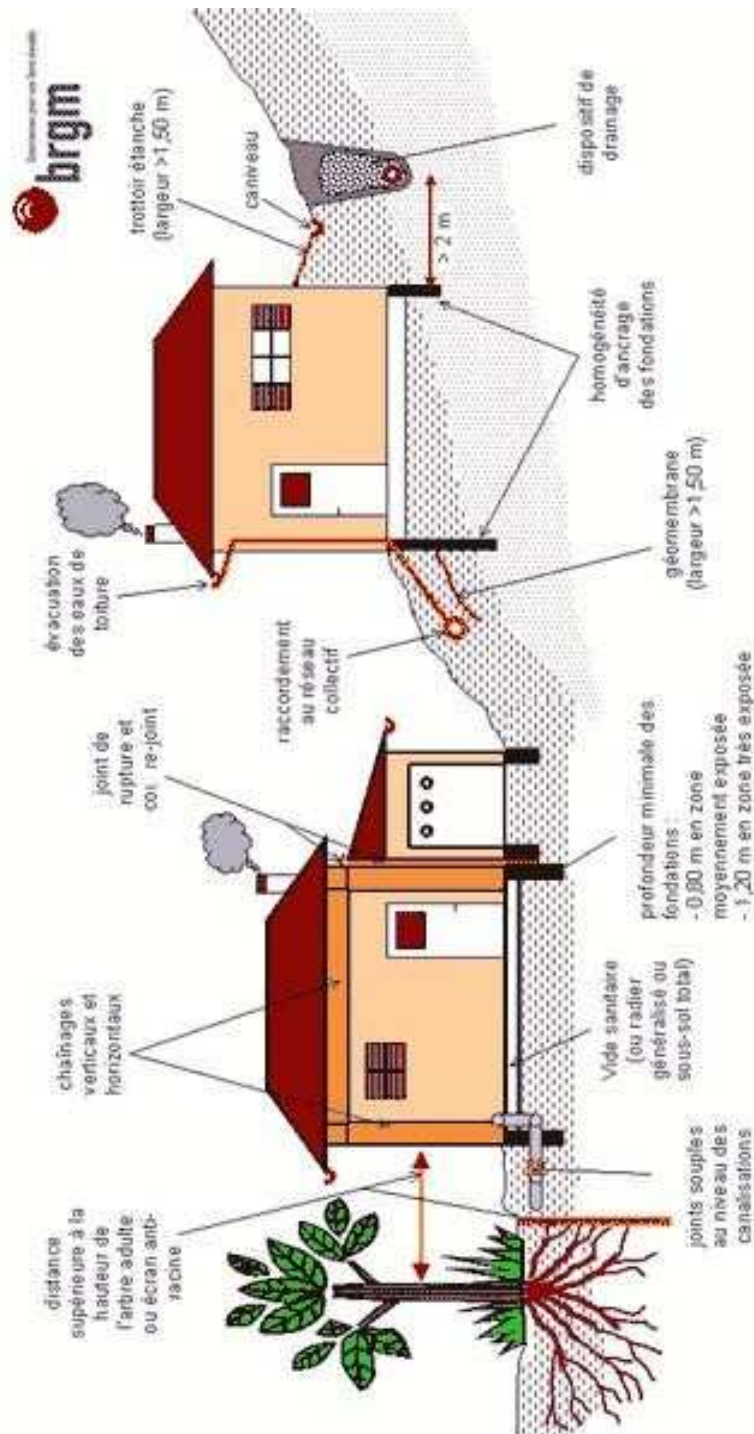 distance
supérieure à la
hauteur de
l'arbre adulte
ou écran anti-
racine
chaînages
verticaux et
horizontaux
joint de
rupture et
re-joint
évacuation
des eaux de
toiture
trottoir étanche
(largeur >1,50 m)
caniveau
brgm
joints souples
au niveau des
canalisations
Vide sanitaire
(ou radier
généralisé ou
sous-sol total)
profondeur minimale des
fondations :
- 0,80 m en zone
moyennement exposée
- 1,20 m en zone très exposée
raccordement
au réseau
collectif
géomembrane
(largeur >1,50 m)
homogénéité
d'ancrage
des fondations
> 2 m
dispositif de
drainage